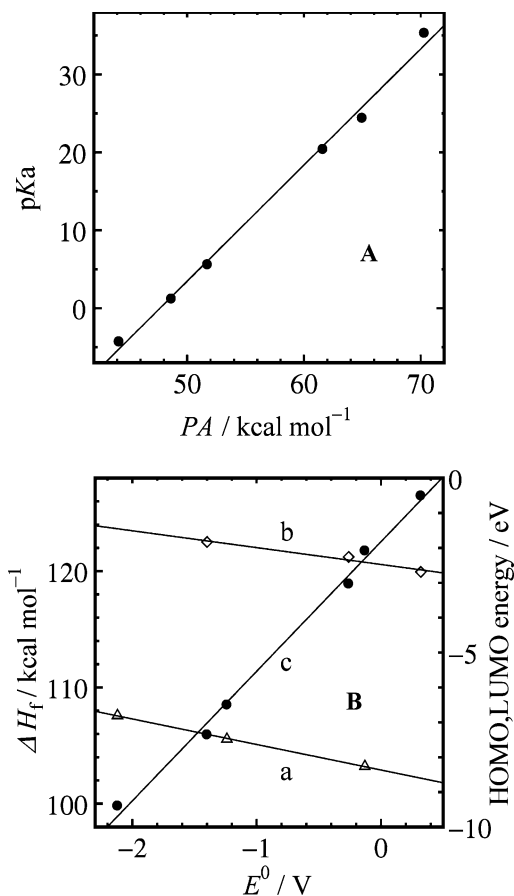 30
20
10
0
pKa
A
50 60 70
PA / kcal mol⁻¹
120
110
100
ΔH_f / kcal mol⁻¹
0
−5
−10
HOMO,LUMO energy / eV
b
c
B
a
−2 −1 0
E⁰ / V